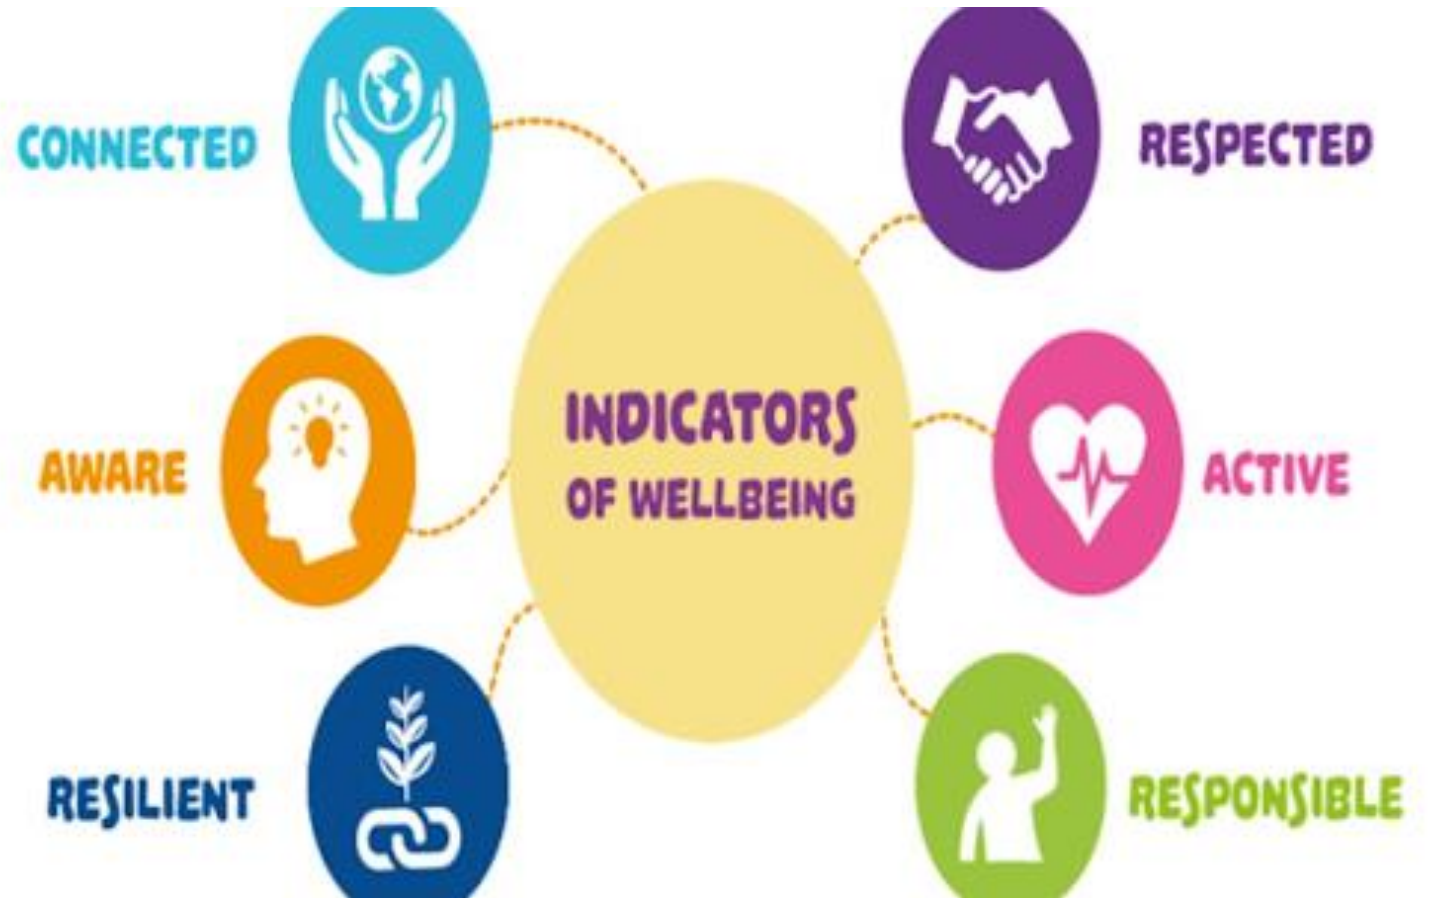 CONNECTED
RESPECTED
AWARE
INDICATORS
OF WELLBEING
ACTIVE
RESILIENT
RESPONSIBLE